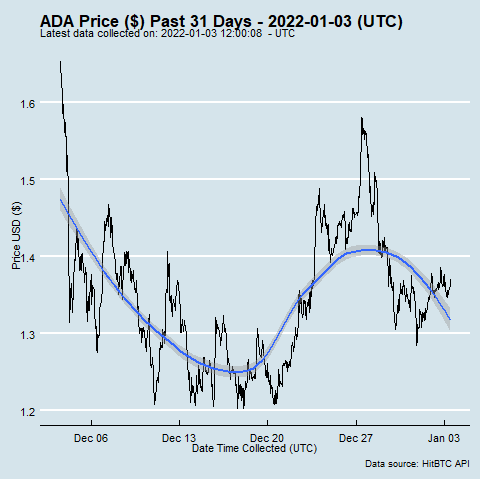 ADA Price ($) Past 31 Days - 2022-01-03 (UTC)
Latest data collected on: 2022-01-03 12:00:08 - UTC
1.6
1.5
1.4
1.3
1.2
Price USD ($)
Dec 06 Dec 13 Dec 20 Dec 27 Jan 03
Date Time Collected (UTC)
Data source: HitBTC API